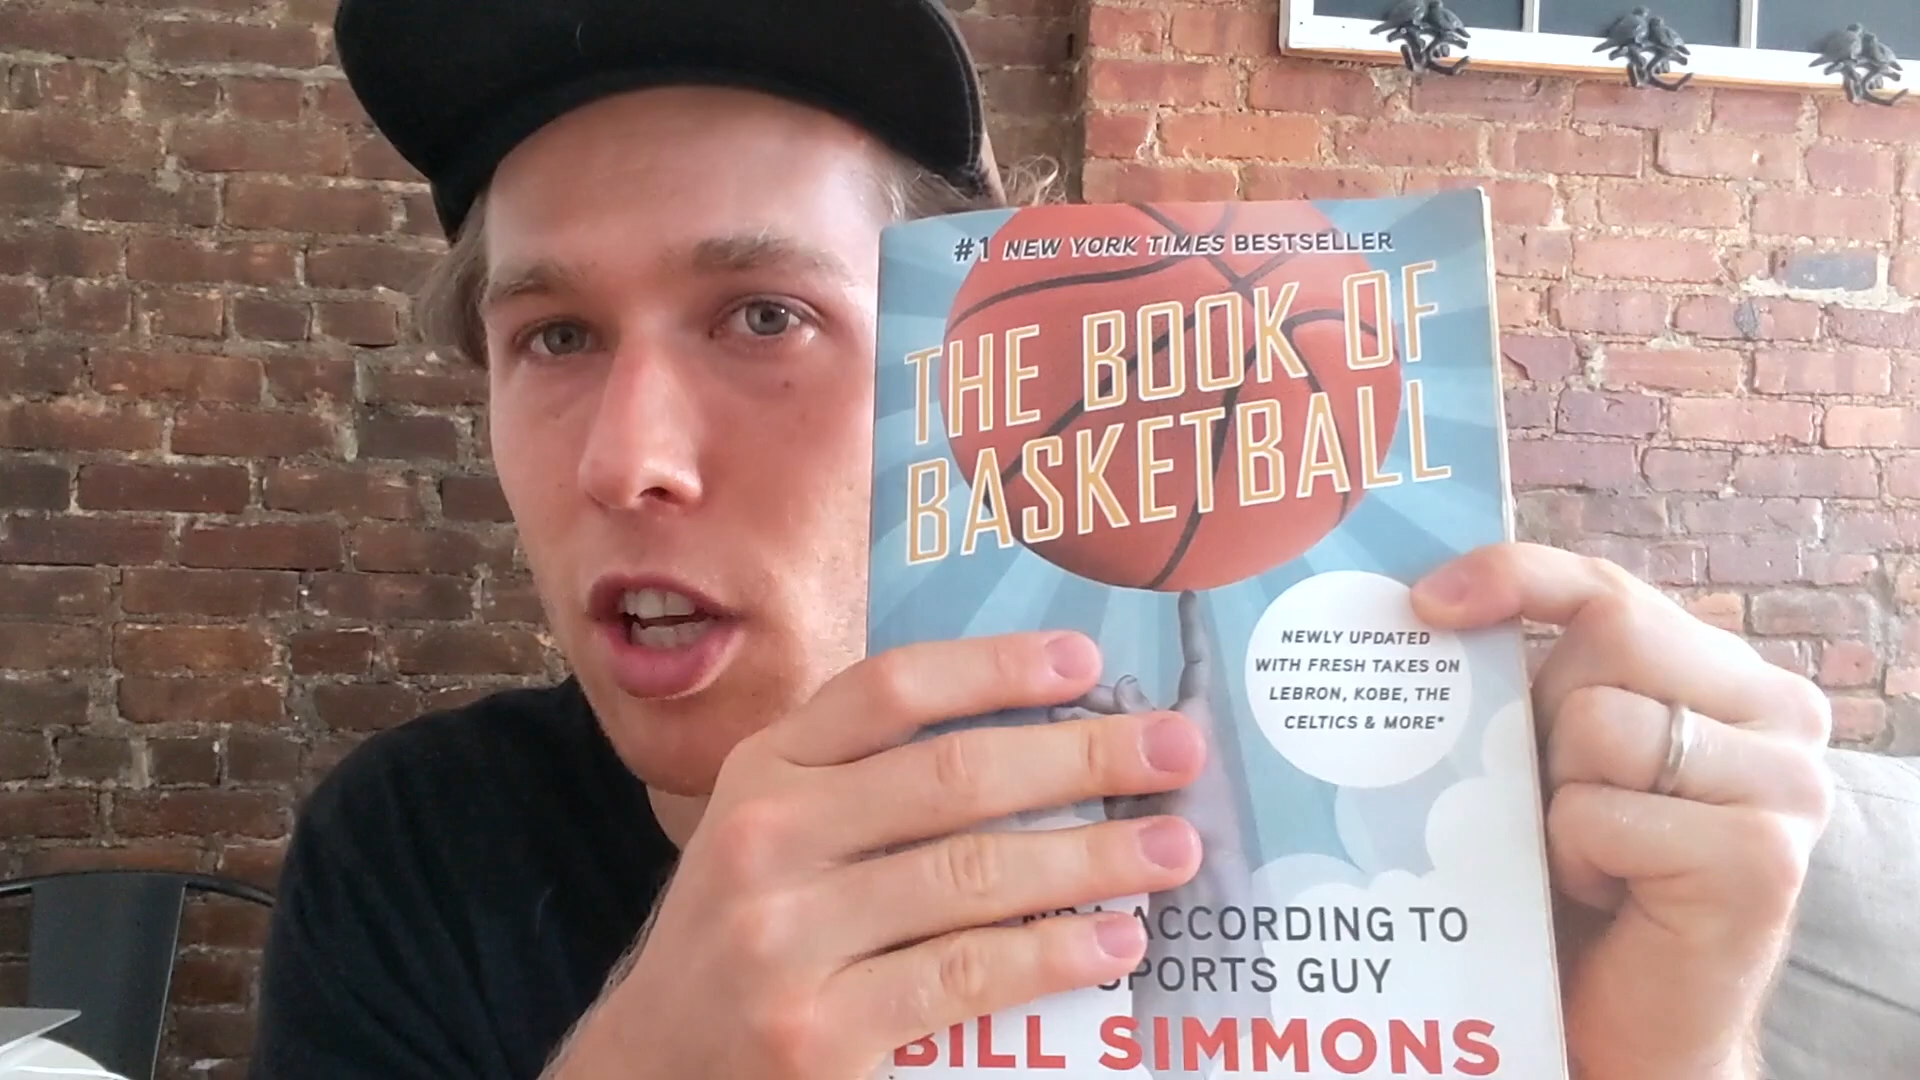 #1 NEW YORK TIMES BESTSELLER
THE BOOK OF
BASKETBALL
NEWLY UPDATED
WITH FRESH TAKES ON
LEBRON, KOBE, THE
CELTICS & MORE*
NBA ACCORDING TO
SPORTS GUY
BILL SIMMONS